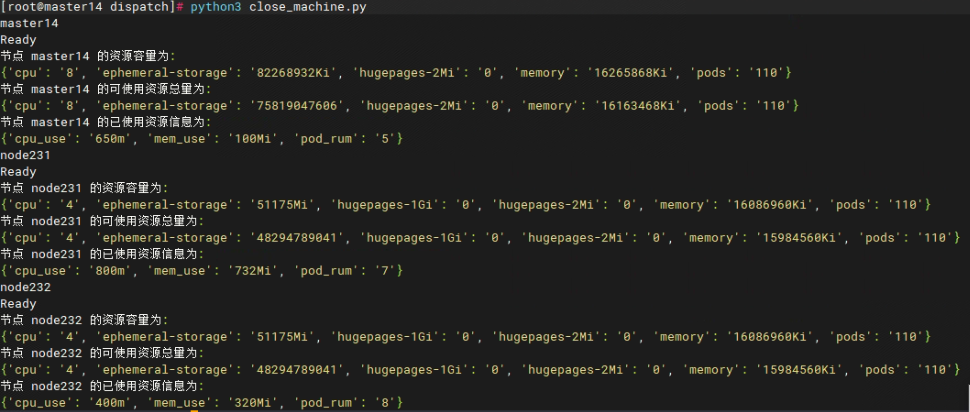 [root@master14 dispatch]# python3 close_machine.py
master14
Ready
节点 master14 的资源容量为:
{'cpu': '8', 'ephemeral-storage': '82268932Ki', 'hugepages-2Mi': '0', 'memory': '16265868Ki', 'pods': '110'}
节点 master14 的可使用资源总量为:
{'cpu': '8', 'ephemeral-storage': '75819047606', 'hugepages-2Mi': '0', 'memory': '16163468Ki', 'pods': '110'}
节点 master14 的已使用资源信息为:
{'cpu_use': '650m', 'mem_use': '100Mi', 'pod_rum': '5'}
node231
Ready
节点 node231 的资源容量为:
{'cpu': '4', 'ephemeral-storage': '51175Mi', 'hugepages-1Gi': '0', 'hugepages-2Mi': '0', 'memory': '16086960Ki', 'pods': '110'}
节点 node231 的可使用资源总量为:
{'cpu': '4', 'ephemeral-storage': '48294789041', 'hugepages-1Gi': '0', 'hugepages-2Mi': '0', 'memory': '15984560Ki', 'pods': '110'}
节点 node231 的已使用资源信息为:
{'cpu_use': '800m', 'mem_use': '732Mi', 'pod_rum': '7'}
node232
Ready
节点 node232 的资源容量为:
{'cpu': '4', 'ephemeral-storage': '51175Mi', 'hugepages-1Gi': '0', 'hugepages-2Mi': '0', 'memory': '16086960Ki', 'pods': '110'}
节点 node232 的可使用资源总量为:
{'cpu': '4', 'ephemeral-storage': '48294789041', 'hugepages-1Gi': '0', 'hugepages-2Mi': '0', 'memory': '15984560Ki', 'pods': '110'}
节点 node232 的已使用资源信息为:
{'cpu_use': '400m', 'mem_use': '320Mi', 'pod_rum': '8'}